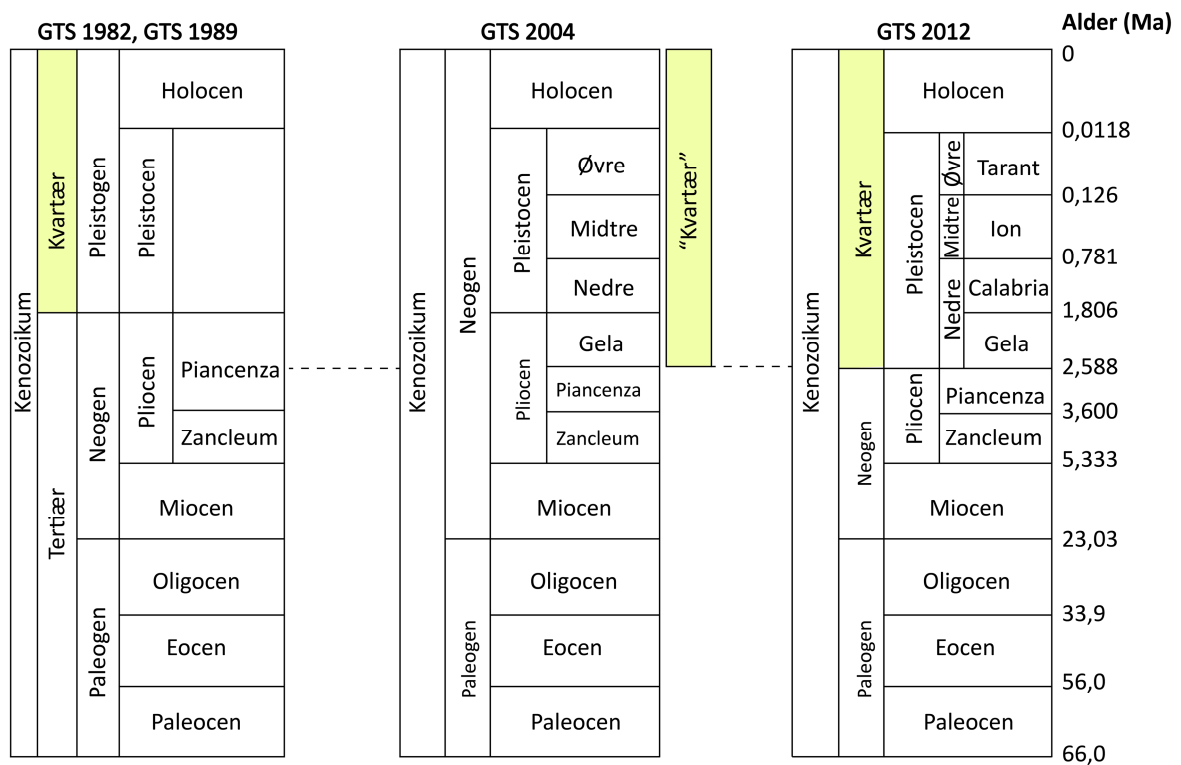 GTS 1982, GTS 1989
Kenozoikum
Kvartær
Tertiær
Pleistogen
Neogen
Paleogen
Holocen
Pleistocen
Pliocen
Piancenza
Zancleum
Miocen
Oligocen
Eocen
Paleocen
GTS 2004
Kenozoikum
Neogen
Paleogen
Holocen
Pleistocen
Øvre
Midtre
Nedre
Pliocen
Gela
Piancenza
Zancleum
Miocen
Oligocen
Eocen
Paleocen
“Kvartær”
GTS 2012
Kenozoikum
Kvartær
Neogen
Paleogen
Holocen
Pleistocen
Øvre
Tarant
Midtre
Ion
Nedre
Calabria
Gela
Pliocen
Piancenza
Zancleum
Miocen
Oligocen
Eocen
Paleocen
Alder (Ma)
0
0,0118
0,126
0,781
1,806
2,588
3,600
5,333
23,03
33,9
56,0
66,0